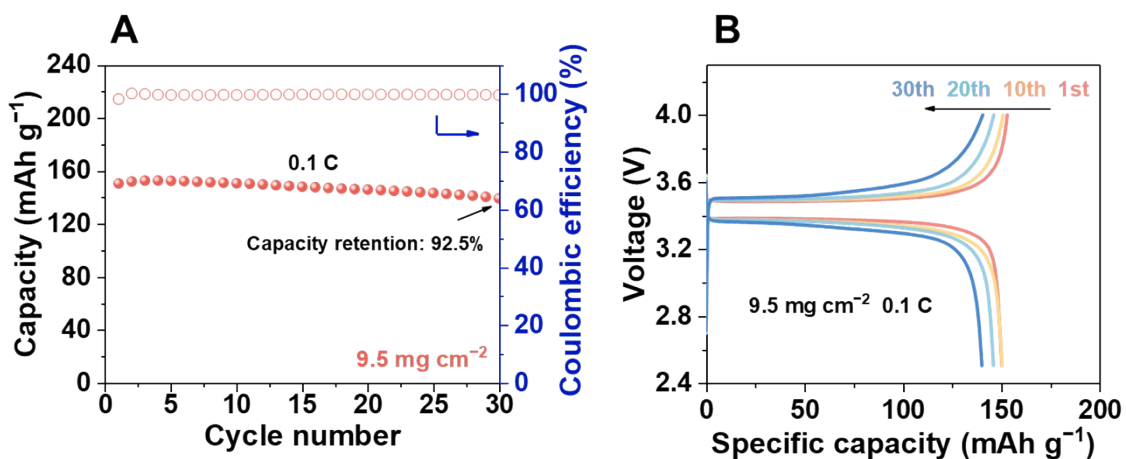 A
Capacity (mAh g⁻¹)
240
200
160
120
80
40
0
0.1 C
Capacity retention: 92.5%
9.5 mg cm⁻²
0 5 10 15 20 25 30
Cycle number
100
80
60
40
20
0
Coulombic efficiency (%)
B
Voltage (V)
4.0
3.6
3.2
2.8
2.4
30th 20th 10th 1st
9.5 mg cm⁻² 0.1 C
0 50 100 150 200
Specific capacity (mAh g⁻¹)